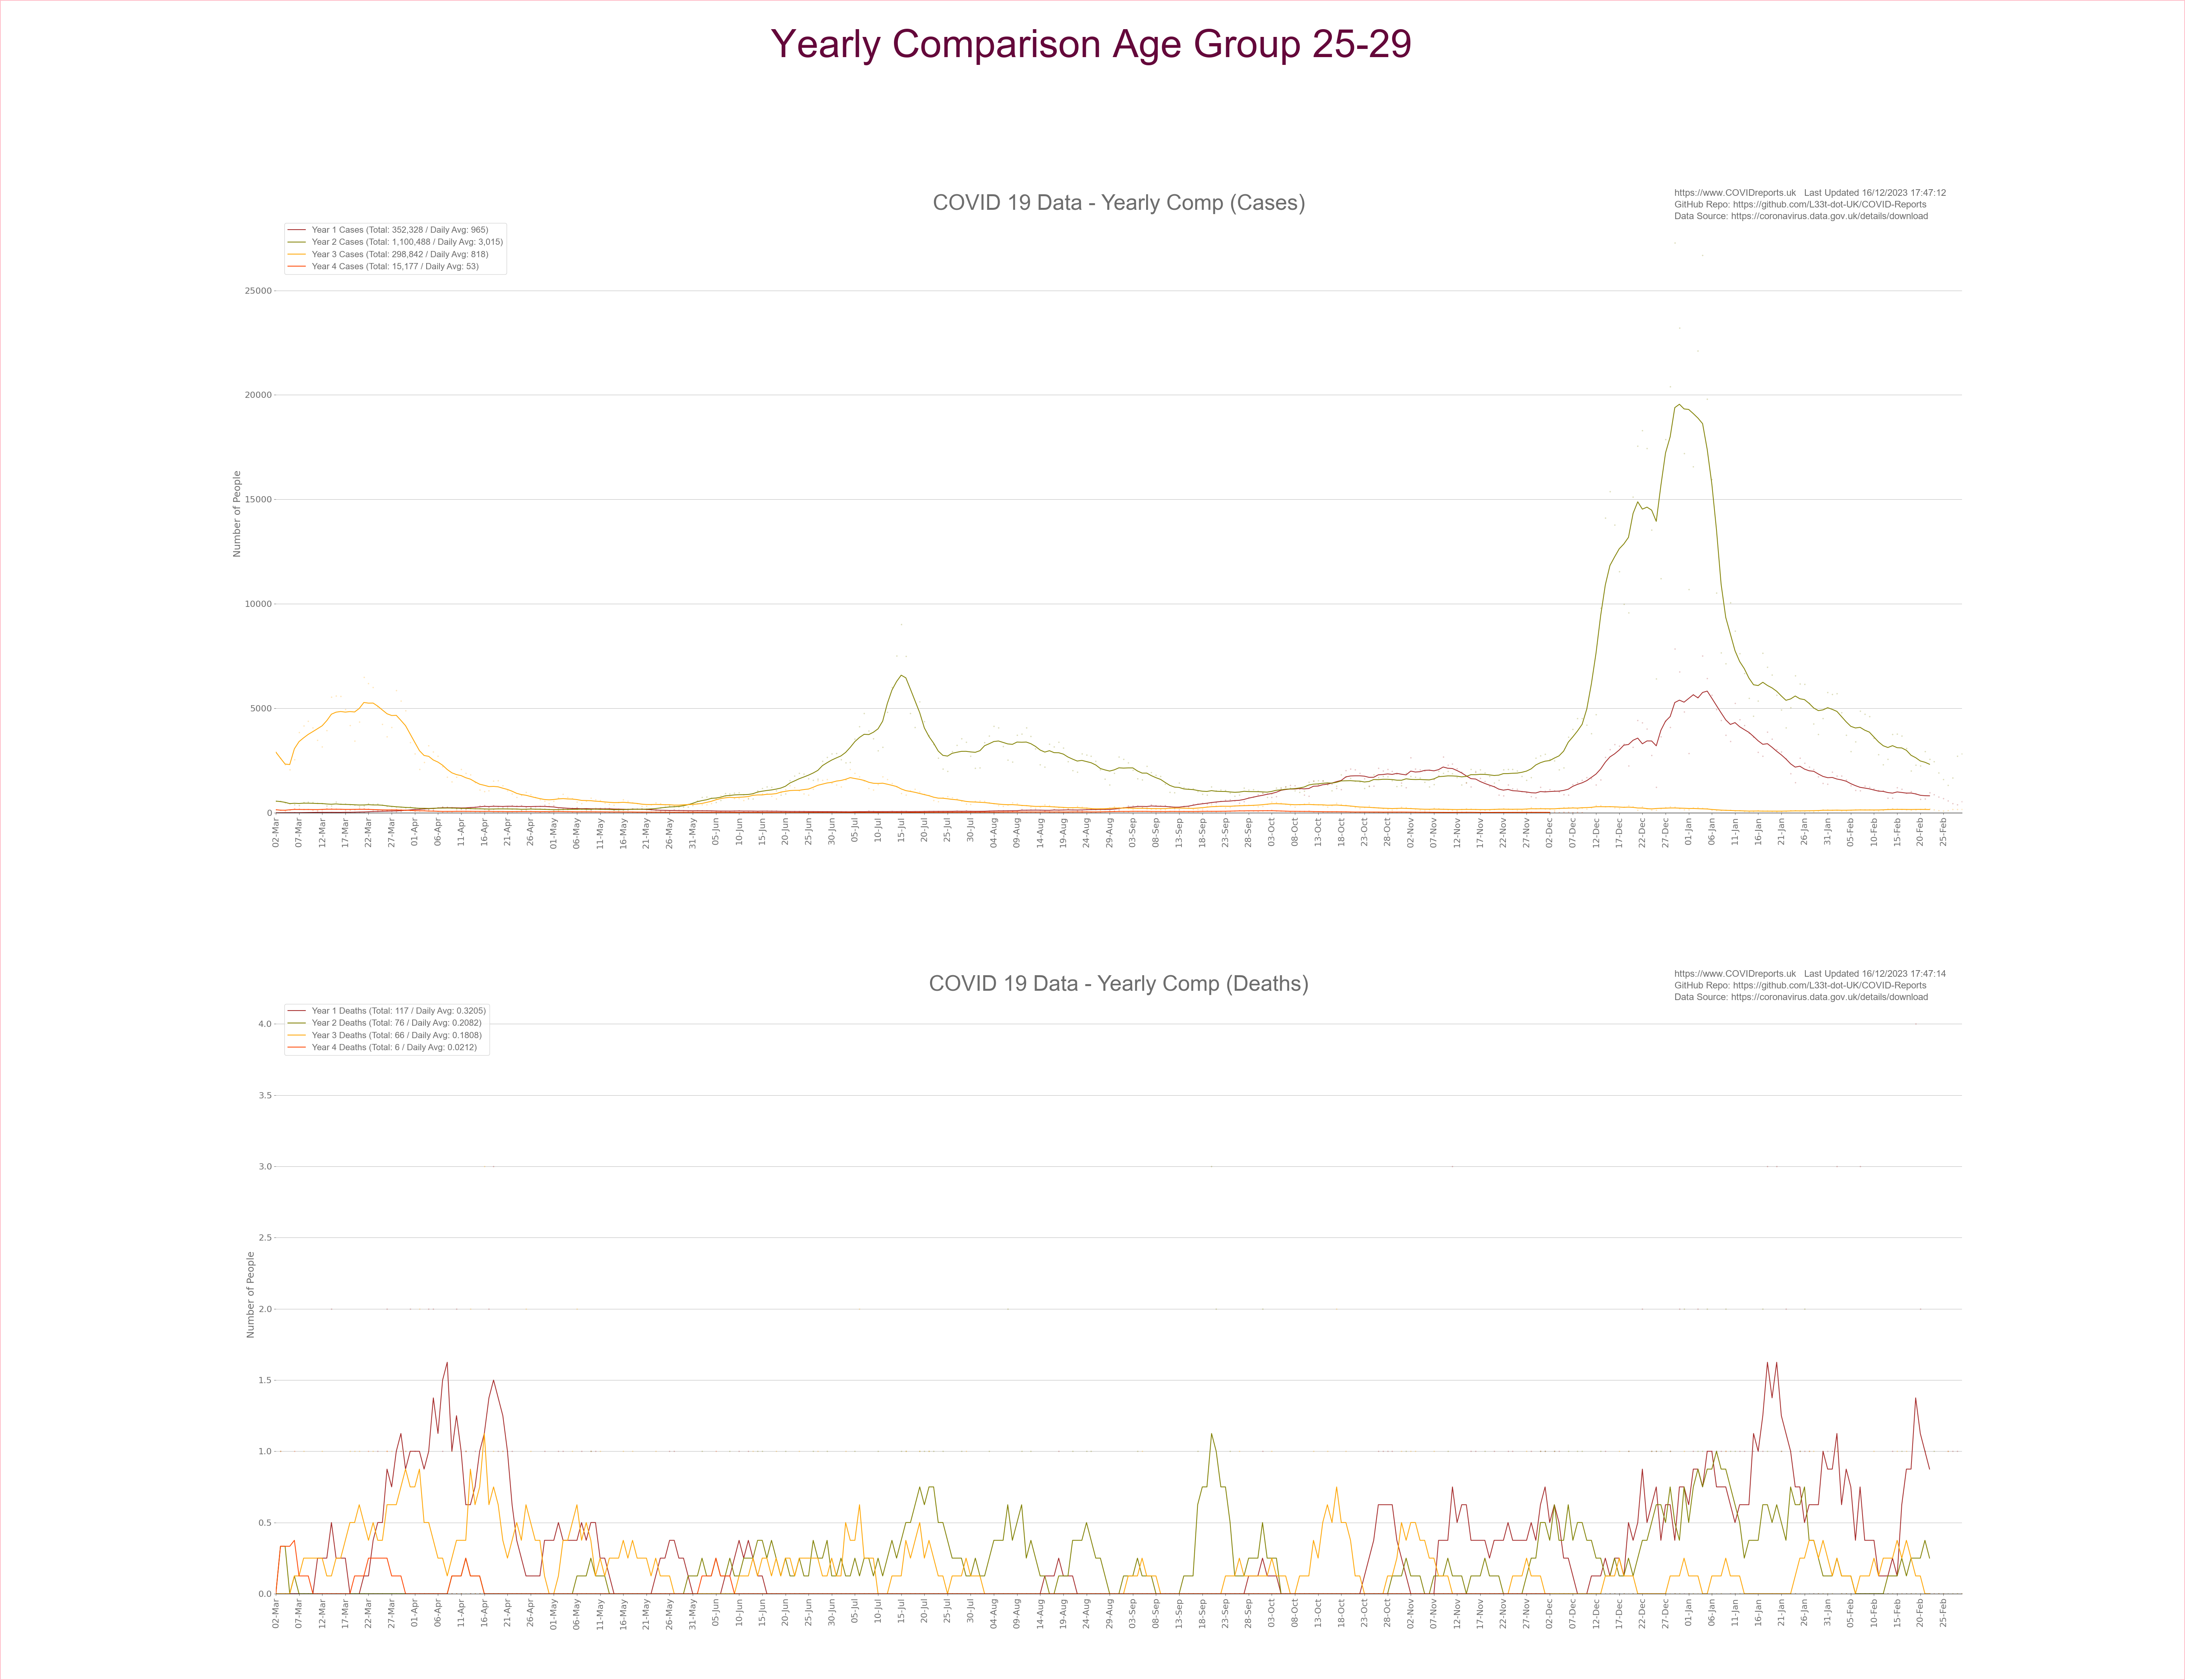 Yearly Comparison Age Group 25-29
COVID 19 Data - Yearly Comp (Cases)
https://www.COVIDreports.uk   Last Updated 16/12/2023 17:47:12
GitHub Repo: https://github.com/L33t-dot-UK/COVID-Reports
Data Source: https://coronavirus.data.gov.uk/details/download
Year 1 Cases (Total: 352,328 / Daily Avg: 965)
Year 2 Cases (Total: 1,100,488 / Daily Avg: 3,015)
Year 3 Cases (Total: 298,842 / Daily Avg: 818)
Year 4 Cases (Total: 15,177 / Daily Avg: 53)
Number of People
25000
20000
15000
10000
5000
0
02-Mar 07-Mar 12-Mar 17-Mar 22-Mar 27-Mar 01-Apr 06-Apr 11-Apr 16-Apr 21-Apr 26-Apr 01-May 06-May 11-May 16-May 21-May 26-May 31-May 05-Jun 10-Jun 15-Jun 20-Jun 25-Jun 30-Jun 05-Jul 10-Jul 15-Jul 20-Jul 25-Jul 30-Jul 04-Aug 09-Aug 14-Aug 19-Aug 24-Aug 29-Aug 03-Sep 08-Sep 13-Sep 18-Sep 23-Sep 28-Sep 03-Oct 08-Oct 13-Oct 18-Oct 23-Oct 28-Oct 02-Nov 07-Nov 12-Nov 17-Nov 22-Nov 27-Nov 02-Dec 07-Dec 12-Dec 17-Dec 22-Dec 27-Dec 01-Jan 06-Jan 11-Jan 16-Jan 21-Jan 26-Jan 31-Jan 05-Feb 10-Feb 15-Feb 20-Feb 25-Feb
COVID 19 Data - Yearly Comp (Deaths)
https://www.COVIDreports.uk   Last Updated 16/12/2023 17:47:14
GitHub Repo: https://github.com/L33t-dot-UK/COVID-Reports
Data Source: https://coronavirus.data.gov.uk/details/download
Year 1 Deaths (Total: 117 / Daily Avg: 0.3205)
Year 2 Deaths (Total: 76 / Daily Avg: 0.2082)
Year 3 Deaths (Total: 66 / Daily Avg: 0.1808)
Year 4 Deaths (Total: 6 / Daily Avg: 0.0212)
Number of People
4.0
3.5
3.0
2.5
2.0
1.5
1.0
0.5
0.0
02-Mar 07-Mar 12-Mar 17-Mar 22-Mar 27-Mar 01-Apr 06-Apr 11-Apr 16-Apr 21-Apr 26-Apr 01-May 06-May 11-May 16-May 21-May 26-May 31-May 05-Jun 10-Jun 15-Jun 20-Jun 25-Jun 30-Jun 05-Jul 10-Jul 15-Jul 20-Jul 25-Jul 30-Jul 04-Aug 09-Aug 14-Aug 19-Aug 24-Aug 29-Aug 03-Sep 08-Sep 13-Sep 18-Sep 23-Sep 28-Sep 03-Oct 08-Oct 13-Oct 18-Oct 23-Oct 28-Oct 02-Nov 07-Nov 12-Nov 17-Nov 22-Nov 27-Nov 02-Dec 07-Dec 12-Dec 17-Dec 22-Dec 27-Dec 01-Jan 06-Jan 11-Jan 16-Jan 21-Jan 26-Jan 31-Jan 05-Feb 10-Feb 15-Feb 20-Feb 25-Feb